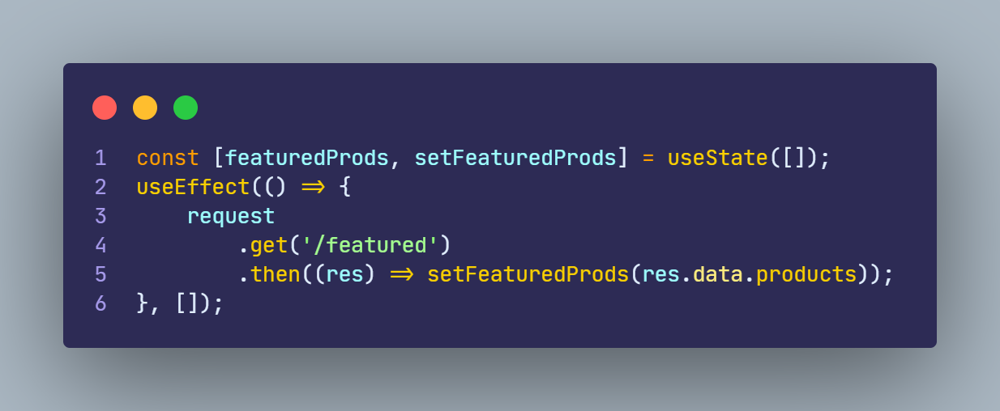 1 const [featuredProds, setFeaturedProds] = useState([]);
2 useEffect(() => {
3     request
4         .get('/featured')
5         .then((res) => setFeaturedProds(res.data.products));
6 }, []);